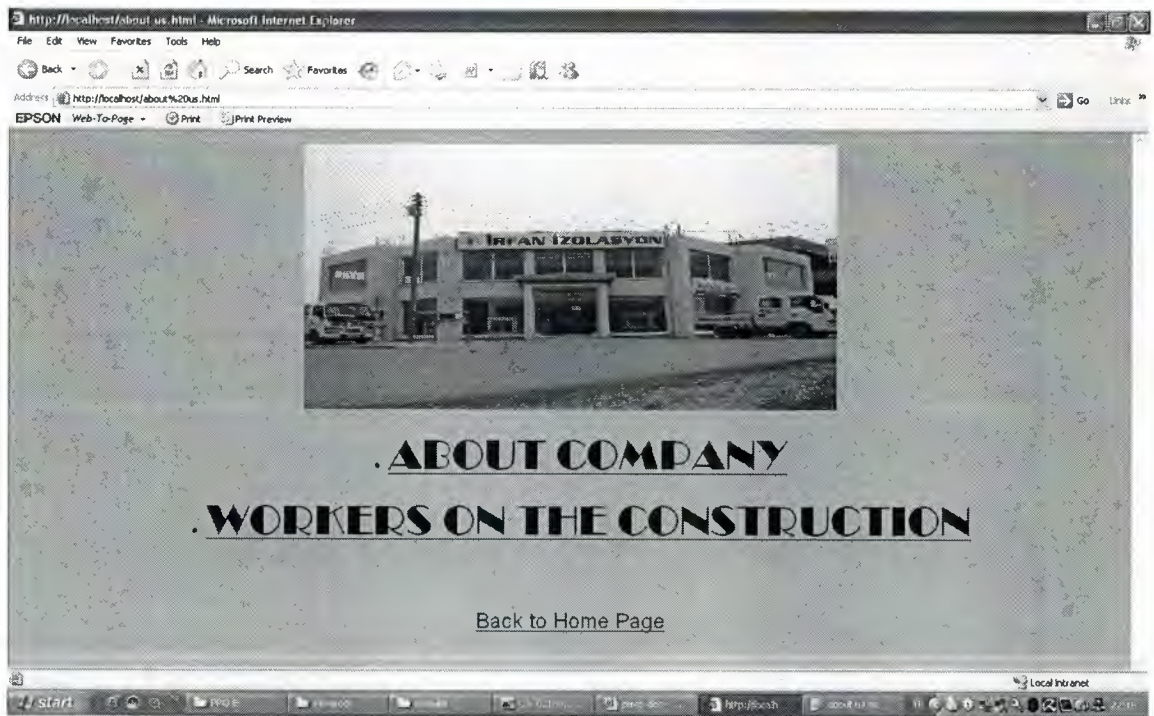 http://localhost/about us.html - Microsoft Internet Explorer
File Edit View Favorites Tools Help
Back Search Favorites
Address http://localhost/about%20us.html Go Links »
EPSON Web-To-Page Print Print Preview
İRFAN İZOLASYON
. ABOUT COMPANY
. WORKERS ON THE CONSTRUCTION
Back to Home Page
Local intranet
start